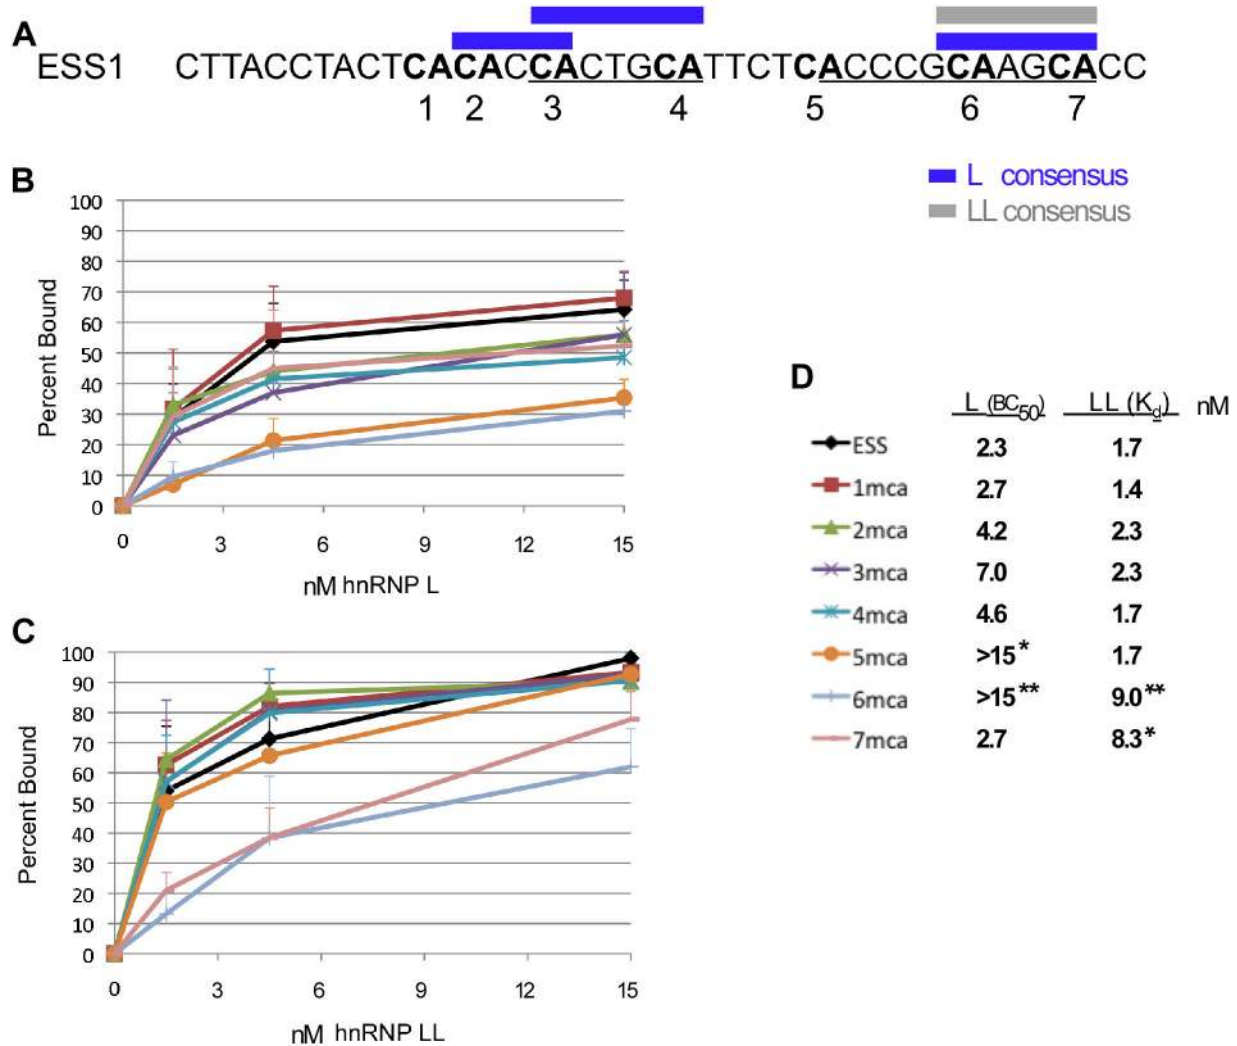 A
ESS1 CTTACCTACTCACACCACTGCATTCTCACCCGCAAGCACC
1 2 3 4 5 6 7
L consensus
LL consensus
B
100
90
80
70
60
50
40
30
20
10
0
Percent Bound
0 3 6 9 12 15
nM hnRNP L
C
100
90
80
70
60
50
40
30
20
10
0
Percent Bound
0 3 6 9 12 15
nM hnRNP LL
D
L (BC50) LL (Kd) nM
ESS 2.3 1.7
1mca 2.7 1.4
2mca 4.2 2.3
3mca 7.0 2.3
4mca 4.6 1.7
5mca >15* 1.7
6mca >15** 9.0**
7mca 2.7 8.3*